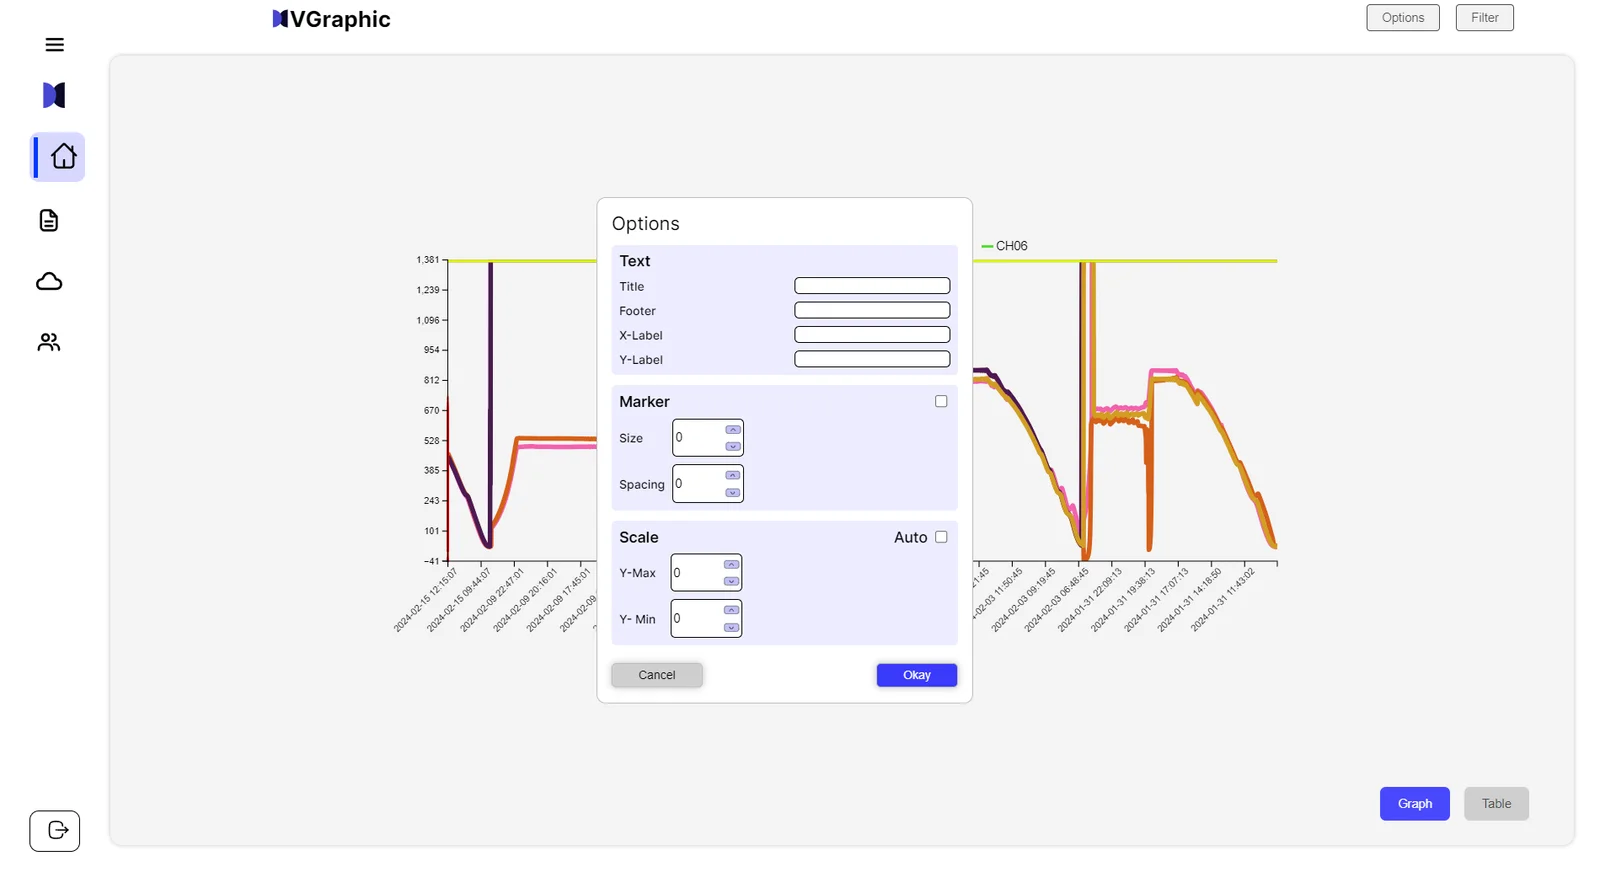 VGraphic
Options
Filter
Options
Text
Title
Footer
X-Label
Y-Label
Marker
Size
0
Spacing
0
Scale
Auto
Y-Max
0
Y- Min
0
Cancel
Okay
CH06
1,381
1,239
1,096
954
812
670
528
385
243
101
-41
2024-02-15 12:15:07
2024-02-15 09:44:07
2024-02-09 22:47:01
2024-02-09 20:16:01
2024-02-09 17:45:01
2024-02-09
21:45
02-03 11:50:45
2024-02-03 09:19:45
2024-02-03 06:48:45
2024-01-31 22:09:13
2024-01-31 19:38:13
2024-01-31 17:07:13
2024-01-31 14:18:50
2024-01-31 11:43:02
Graph
Table